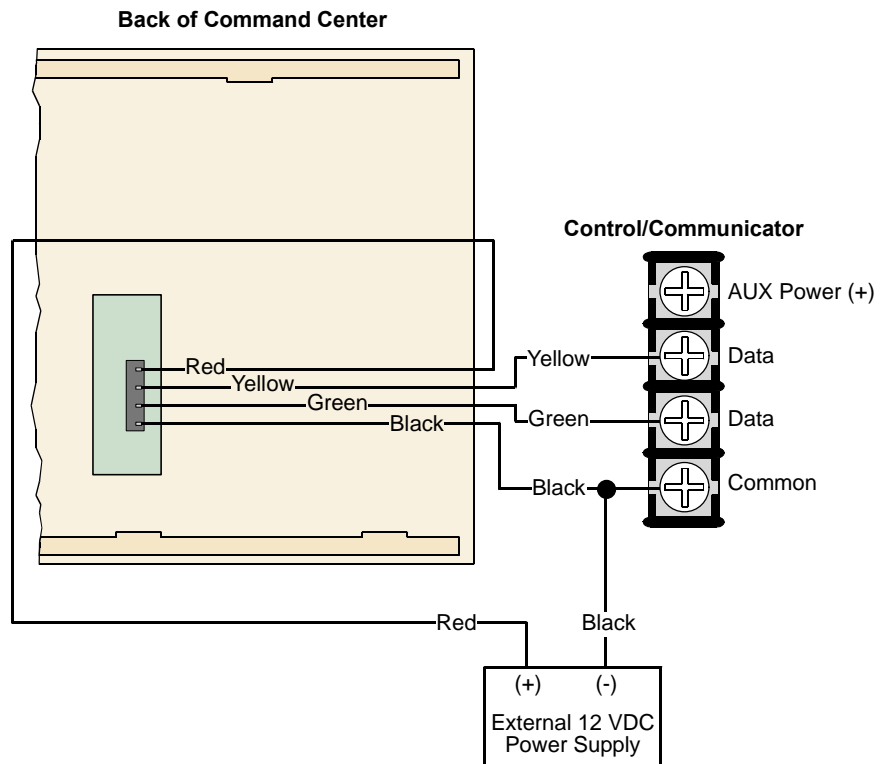 Back of Command Center
Control/Communicator
AUX Power (+)
Red
Yellow
Data
Yellow
Green
Green
Data
Black
Black
Common
Red
Black
(+) (-)
External 12 VDC
Power Supply